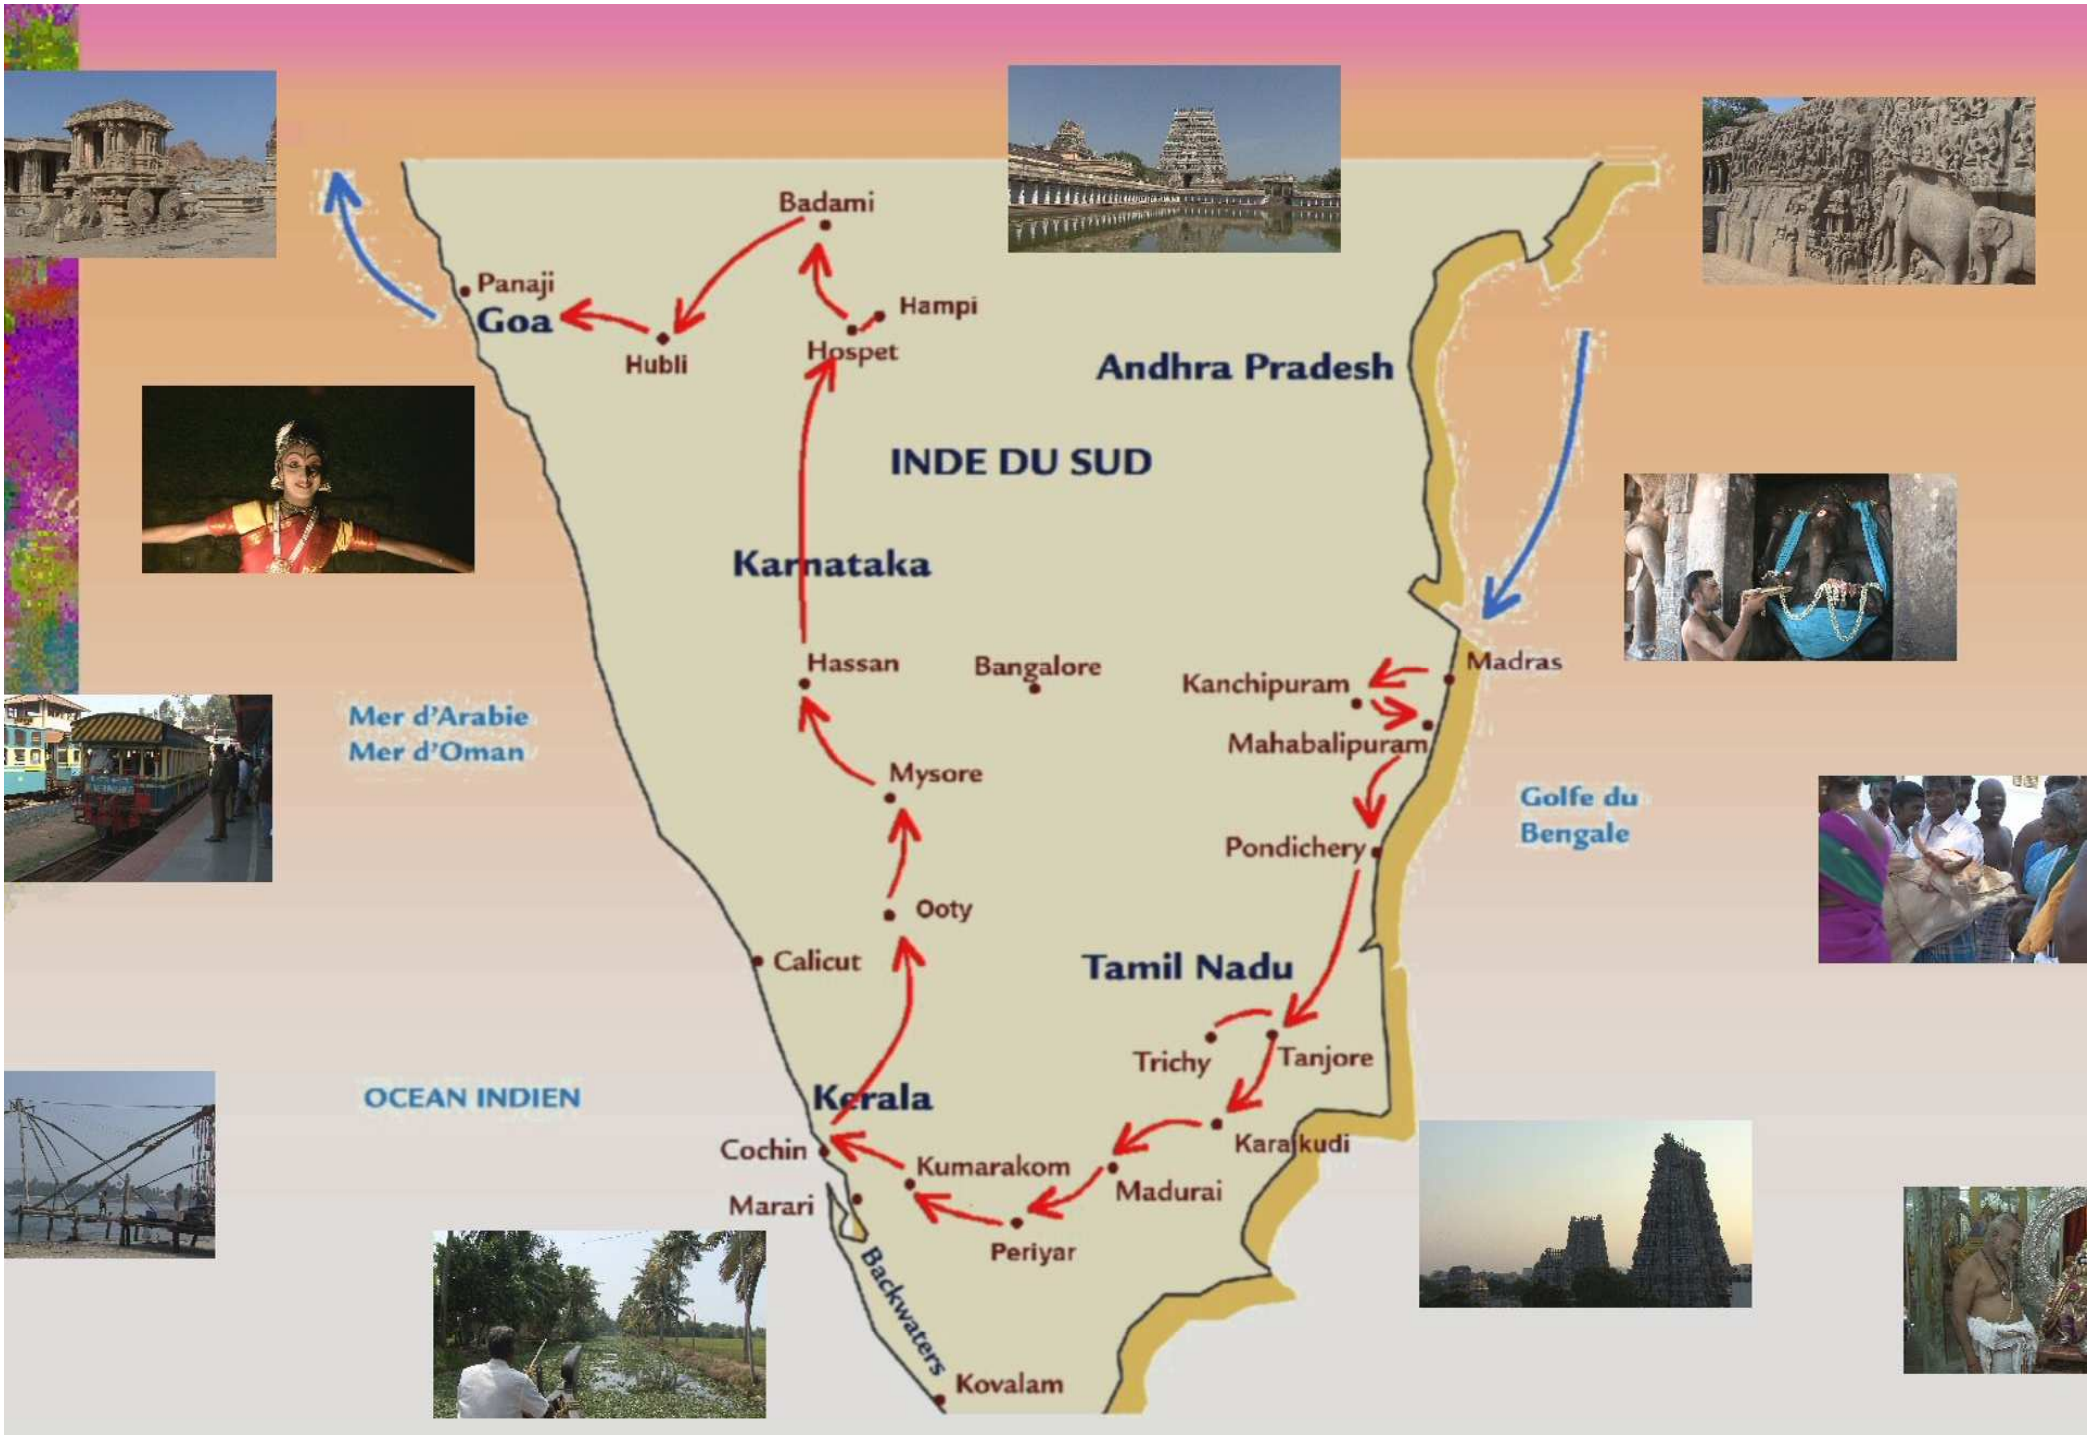 Badami
Panaji
Goa
Hampi
Hospet
Hubli
Andhra Pradesh
INDE DU SUD
Karnataka
Hassan
Bangalore
Madras
Kanchipuram
Mer d'Arabie
Mer d'Oman
Mahabalipuram
Mysore
Golfe du
Bengale
Pondichery
Ooty
Calicut
Tamil Nadu
Trichy
Tanjore
OCEAN INDIEN
Kerala
Karaikudi
Cochin
Kumarakom
Madurai
Marari
Periyar
Backwaters
Kovalam